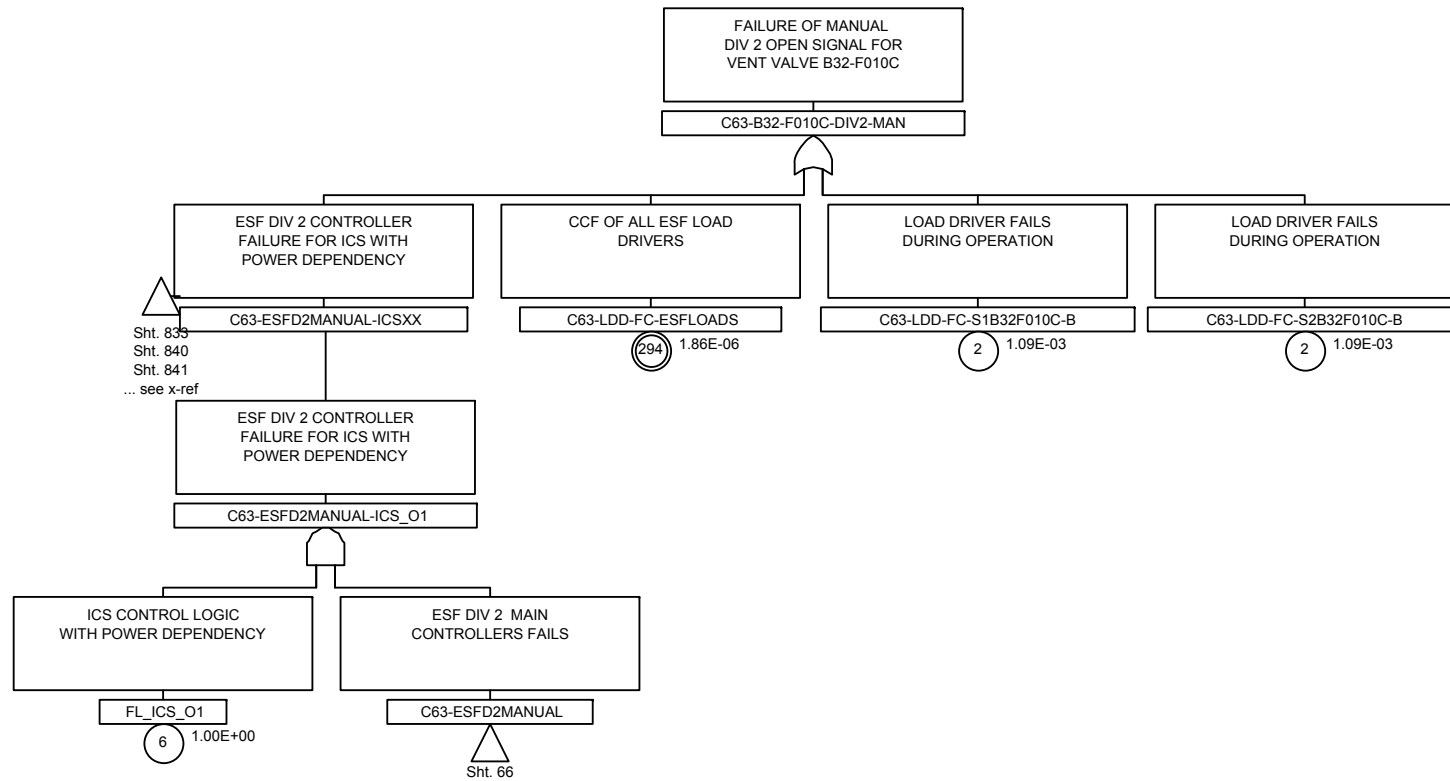 FAILURE OF MANUAL
DIV 2 OPEN SIGNAL FOR
VENT VALVE B32-F010C
C63-B32-F010C-DIV2-MAN
ESF DIV 2 CONTROLLER
FAILURE FOR ICS WITH
POWER DEPENDENCY
C63-ESFD2MANUAL-ICSXX
Sht. 833
Sht. 840
Sht. 841
... see x-ref
CCF OF ALL ESF LOAD
DRIVERS
C63-LDD-FC-ESFLOADS
294
1.86E-06
LOAD DRIVER FAILS
DURING OPERATION
C63-LDD-FC-S1B32F010C-B
2
1.09E-03
LOAD DRIVER FAILS
DURING OPERATION
C63-LDD-FC-S2B32F010C-B
2
1.09E-03
ESF DIV 2 CONTROLLER
FAILURE FOR ICS WITH
POWER DEPENDENCY
C63-ESFD2MANUAL-ICS_O1
ICS CONTROL LOGIC
WITH POWER DEPENDENCY
FL_ICS_O1
6
1.00E+00
ESF DIV 2 MAIN
CONTROLLERS FAILS
C63-ESFD2MANUAL
Sht. 66